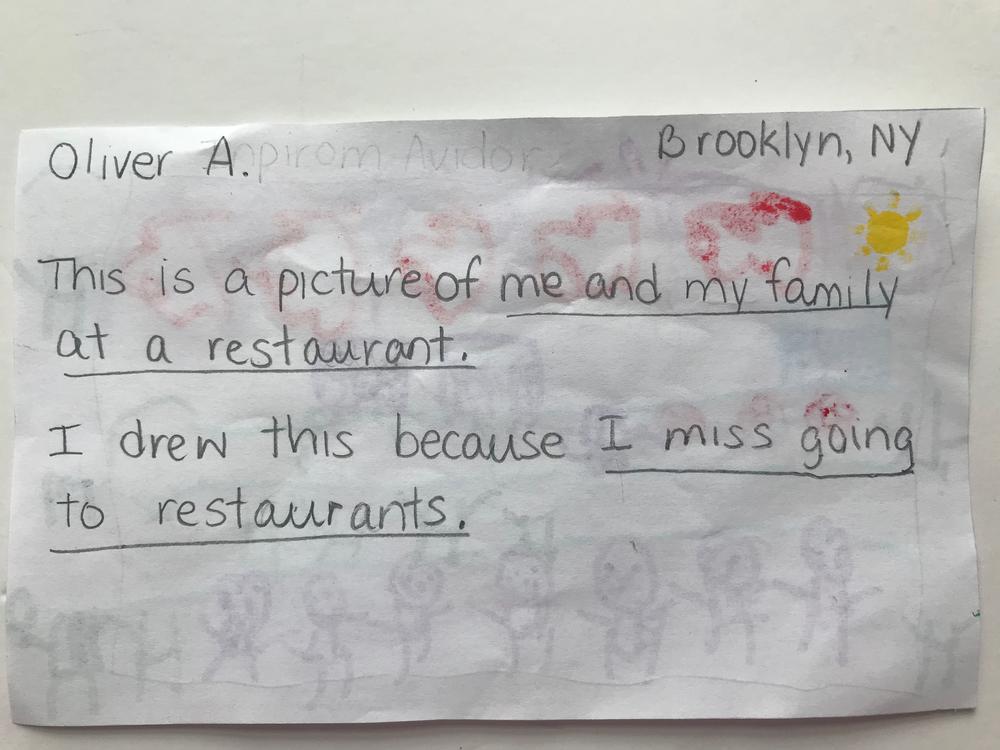 Oliver A. Brooklyn, NY
This is a picture of me and my family
at a restaurant.
I drew this because I miss going
to restaurants.